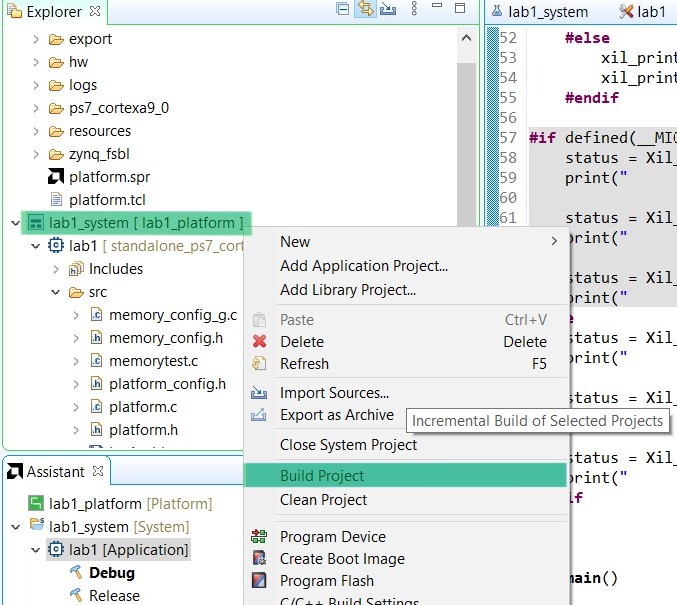 Explorer
export
hw
logs
ps7_cortexa9_0
resources
zynq_fsbl
platform.spr
platform.tcl
lab1_system [ lab1_platform ]
lab1 [ standalone_ps7_cort
Includes
src
memory_config_g.c
memory_config.h
memorytest.c
platform_config.h
platform.c
platform.h
Assistant
lab1_platform [Platform]
lab1_system [System]
lab1 [Application]
Debug
Release
New
Add Application Project...
Add Library Project...
Paste Ctrl+V
Delete Delete
Refresh F5
Import Sources...
Export as Archive
Incremental Build of Selected Projects
Close System Project
Build Project
Clean Project
Program Device
Create Boot Image
Program Flash
C/C++ Build Settings
lab1_system lab1
52 #else
53 xil_print
54 xil_print
55 #endif
56
57 #if defined(__MIC
58 status = Xil_
59 print("
60
61 status = Xil_
print("
status = Xil_
print("
status = Xil_
print("
status = Xil_
status = Xil_
print("
if
main()